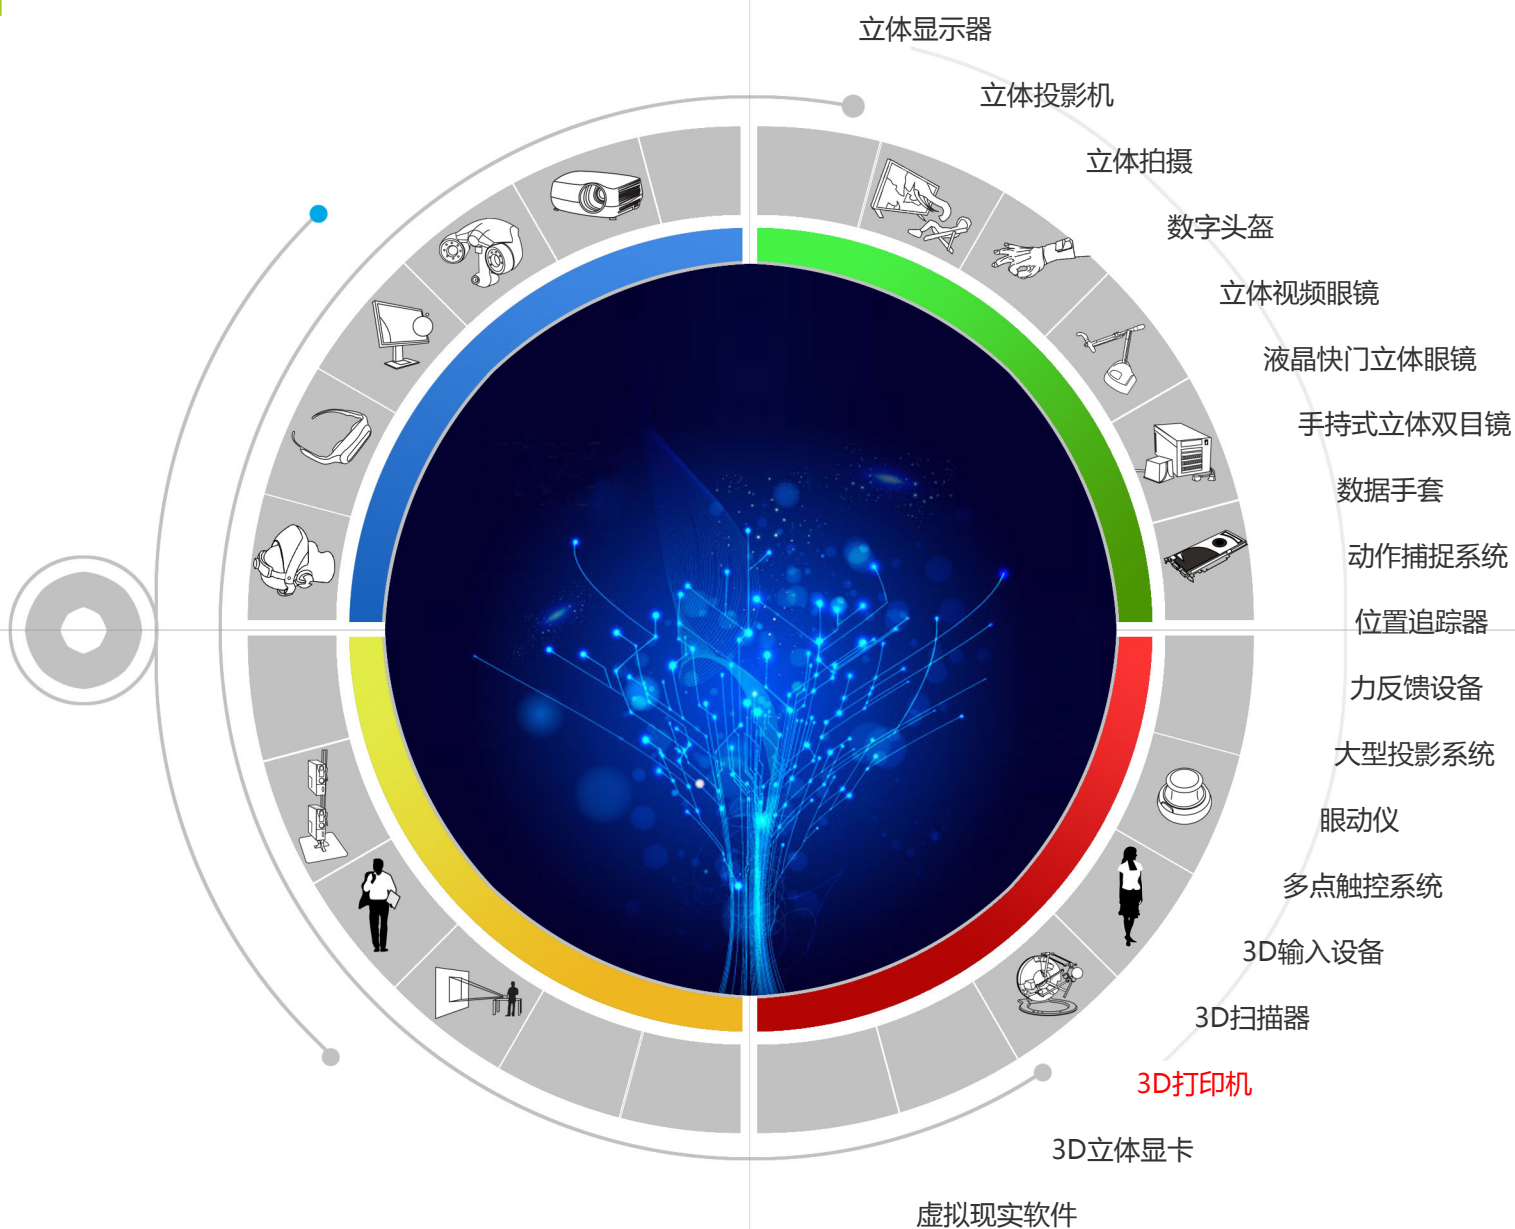 立体显示器
立体投影机
立体拍摄
数字头盔
立体视频眼镜
液晶快门立体眼镜
手持式立体双目镜
数据手套
动作捕捉系统
位置追踪器
力反馈设备
大型投影系统
眼动仪
多点触控系统
3D输入设备
3D扫描器
3D打印机
3D立体显卡
虚拟现实软件